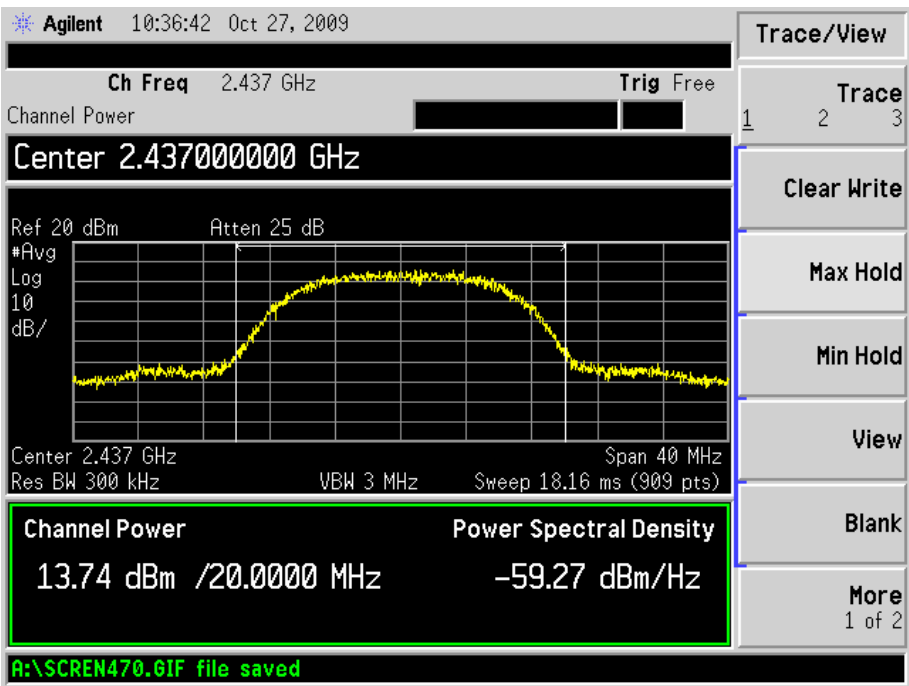 Agilent 10:36:42 Oct 27, 2009
Ch Freq 2.437 GHz Trig Free
Channel Power
Center 2.437000000 GHz
Ref 20 dBm Atten 25 dB
#Avg
Log
10
dB/
Center 2.437 GHz Span 40 MHz
Res BW 300 kHz VBW 3 MHz Sweep 18.16 ms (909 pts)
Channel Power Power Spectral Density
13.74 dBm /20.0000 MHz -59.27 dBm/Hz
A:\SCREN470.GIF file saved
Trace/View
Trace
1 2 3
Clear Write
Max Hold
Min Hold
View
Blank
More
1 of 2